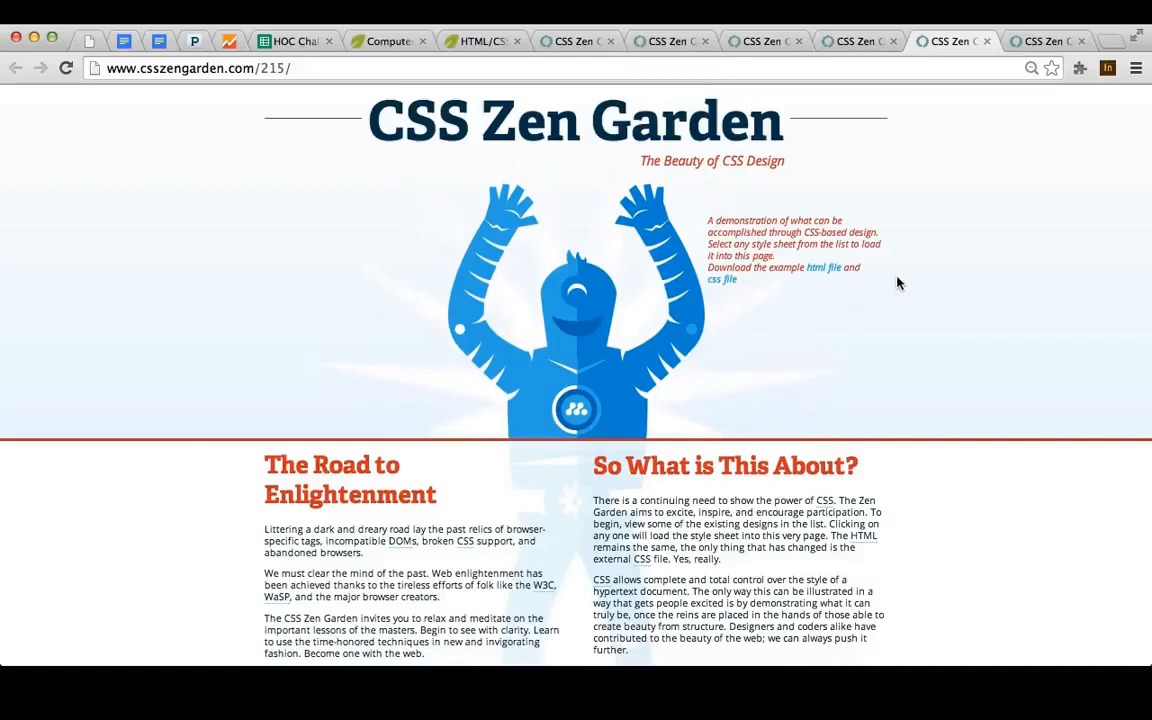 HOC Chal
Computer
HTML/CSS
CSS Zen G
CSS Zen G
CSS Zen G
CSS Zen G
CSS Zen G
CSS Zen G
www.csszengarden.com/215/
In
CSS Zen Garden
The Beauty of CSS Design
A demonstration of what can be
accomplished through CSS-based design.
Select any style sheet from the list to load
it into this page.
Download the example html file and
css file
The Road to
Enlightenment
Littering a dark and dreary road lay the past relics of browser-
specific tags, incompatible DOMs, broken CSS support, and
abandoned browsers.
We must clear the mind of the past. Web enlightenment has
been achieved thanks to the tireless efforts of folk like the W3C,
WaSP, and the major browser creators.
The CSS Zen Garden invites you to relax and meditate on the
important lessons of the masters. Begin to see with clarity. Learn
to use the time-honored techniques in new and invigorating
fashion. Become one with the web.
So What is This About?
There is a continuing need to show the power of CSS. The Zen
Garden aims to excite, inspire, and encourage participation. To
begin, view some of the existing designs in the list. Clicking on
any one will load the style sheet into this very page. The HTML
remains the same, the only thing that has changed is the
external CSS file. Yes, really.
CSS allows complete and total control over the style of a
hypertext document. The only way this can be illustrated in a
way that gets people excited is by demonstrating what it can
truly be, once the reins are placed in the hands of those able to
create beauty from structure. Designers and coders alike have
contributed to the beauty of the web; we can always push it
further.